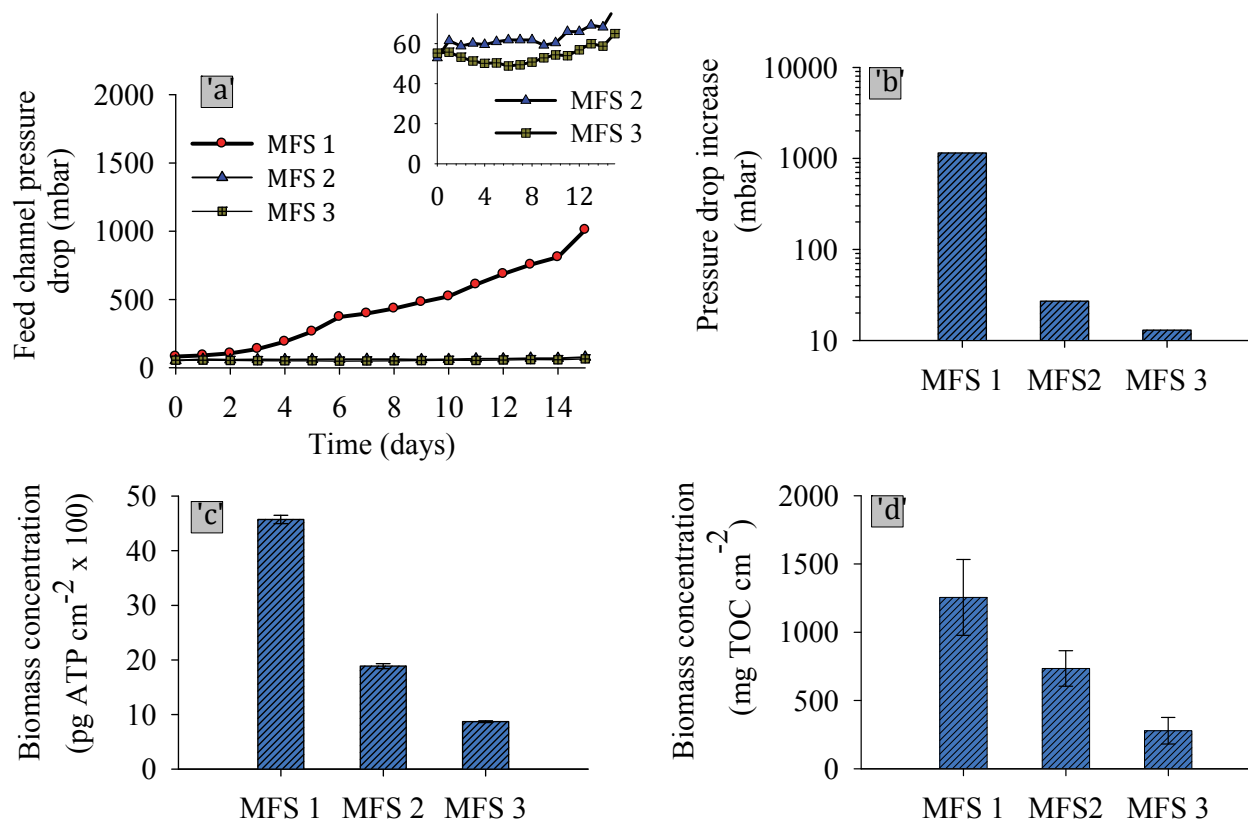 'a'
Feed channel pressure
drop (mbar)
2000
1500
1000
500
0
MFS 1
MFS 2
MFS 3
0 2 4 6 8 10 12 14
Time (days)
60
40
20
0
MFS 2
MFS 3
0 4 8 12
'b'
Pressure drop increase
(mbar)
10000
1000
100
10
MFS 1 MFS2 MFS 3
'c'
Biomass concentration
(pg ATP cm⁻² x 100)
50
40
30
20
10
0
MFS 1 MFS 2 MFS 3
'd'
Biomass concentration
(mg TOC cm⁻²)
2000
1500
1000
500
0
MFS 1 MFS2 MFS 3